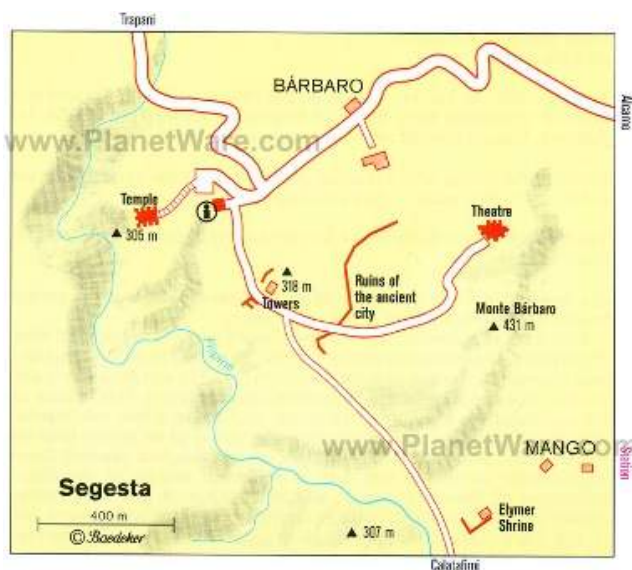 Trapani
BÁRBARO
Alcamo
www.PlanetWare.com
Temple
305 m
Theatre
318 m
Towers
Ruins of
the ancient
city
Monte Bárbaro
431 m
www.PlanetWare.com
MANGO
Station
Segesta
400 m
© Baedeker
307 m
Elymer
Shrine
Calatafimi